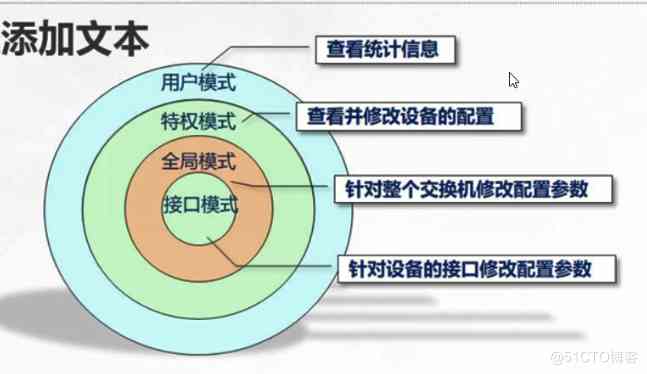 添加文本
查看统计信息
用户模式
特权模式
查看并修改设备的配置
全局模式
针对整个交换机修改配置参数
接口模式
针对设备的接口修改配置参数
@51CTO博客